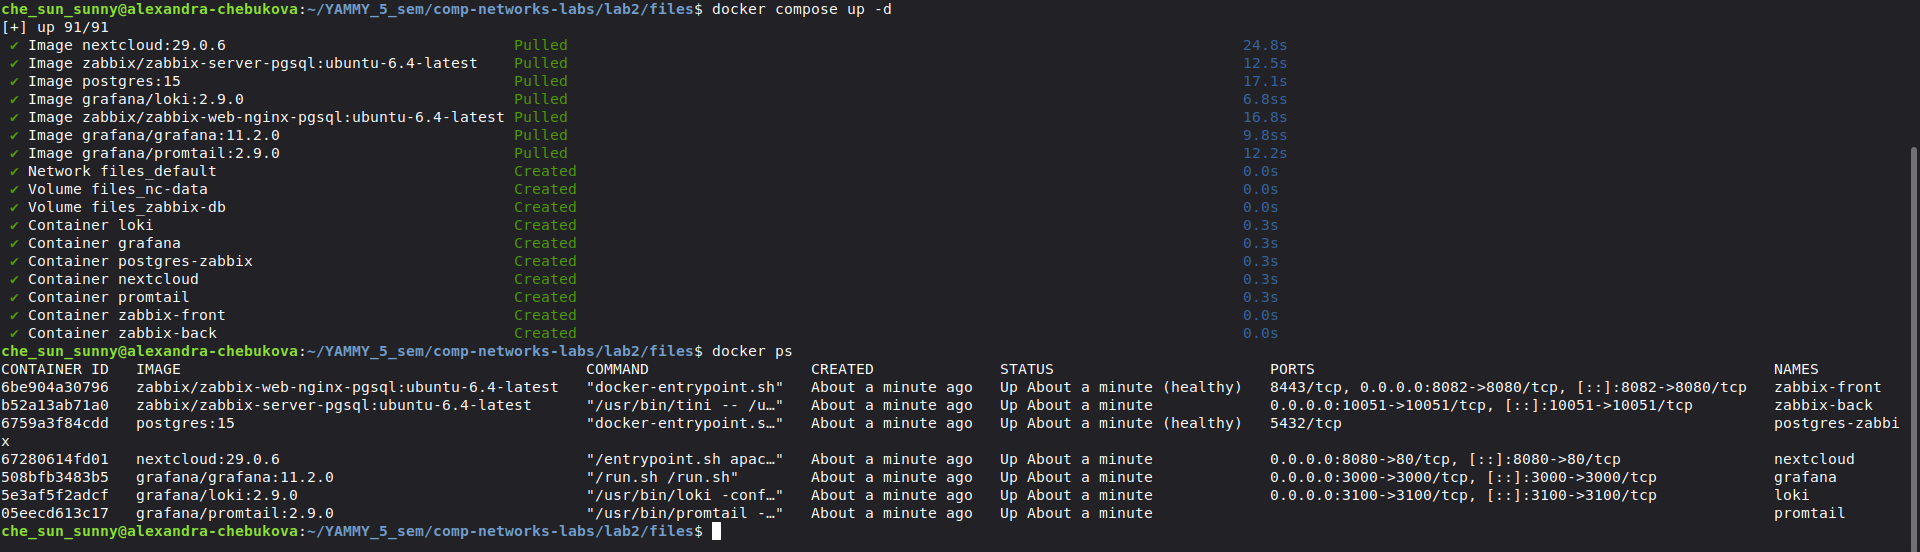 che_sun_sunny@alexandra-chebukova:~/YAMMY_5_sem/comp-networks-labs/lab2/files$ docker compose up -d
[+] up 91/91
✔ Image nextcloud:29.0.6 Pulled 24.8s
✔ Image zabbix/zabbix-server-pgsql:ubuntu-6.4-latest Pulled 12.5s
✔ Image postgres:15 Pulled 17.1s
✔ Image grafana/loki:2.9.0 Pulled 6.8ss
✔ Image zabbix/zabbix-web-nginx-pgsql:ubuntu-6.4-latest Pulled 16.8s
✔ Image grafana/grafana:11.2.0 Pulled 9.8ss
✔ Image grafana/promtail:2.9.0 Pulled 12.2s
✔ Network files_default Created 0.0s
✔ Volume files_nc-data Created 0.0s
✔ Volume files_zabbix-db Created 0.0s
✔ Container loki Created 0.3s
✔ Container grafana Created 0.3s
✔ Container postgres-zabbix Created 0.3s
✔ Container nextcloud Created 0.3s
✔ Container promtail Created 0.3s
✔ Container zabbix-front Created 0.0s
✔ Container zabbix-back Created 0.0s
che_sun_sunny@alexandra-chebukova:~/YAMMY_5_sem/comp-networks-labs/lab2/files$ docker ps
CONTAINER ID IMAGE COMMAND CREATED STATUS PORTS NAMES
6be904a30796 zabbix/zabbix-web-nginx-pgsql:ubuntu-6.4-latest "docker-entrypoint.sh" About a minute ago Up About a minute (healthy) 8443/tcp, 0.0.0.0:8082->8080/tcp, [::]:8082->8080/tcp zabbix-front
b52a13ab71a0 zabbix/zabbix-server-pgsql:ubuntu-6.4-latest "/usr/bin/tini -- /u…" About a minute ago Up About a minute 0.0.0.0:10051->10051/tcp, [::]:10051->10051/tcp zabbix-back
6759a3f84cdd postgres:15 "docker-entrypoint.s…" About a minute ago Up About a minute (healthy) 5432/tcp postgres-zabbi
x
67280614fd01 nextcloud:29.0.6 "/entrypoint.sh apac…" About a minute ago Up About a minute 0.0.0.0:8080->80/tcp, [::]:8080->80/tcp nextcloud
508bfb3483b5 grafana/grafana:11.2.0 "/run.sh /run.sh" About a minute ago Up About a minute 0.0.0.0:3000->3000/tcp, [::]:3000->3000/tcp grafana
5e3af5f2adcf grafana/loki:2.9.0 "/usr/bin/loki -conf…" About a minute ago Up About a minute 0.0.0.0:3100->3100/tcp, [::]:3100->3100/tcp loki
05eecd613c17 grafana/promtail:2.9.0 "/usr/bin/promtail -…" About a minute ago Up About a minute promtail
che_sun_sunny@alexandra-chebukova:~/YAMMY_5_sem/comp-networks-labs/lab2/files$